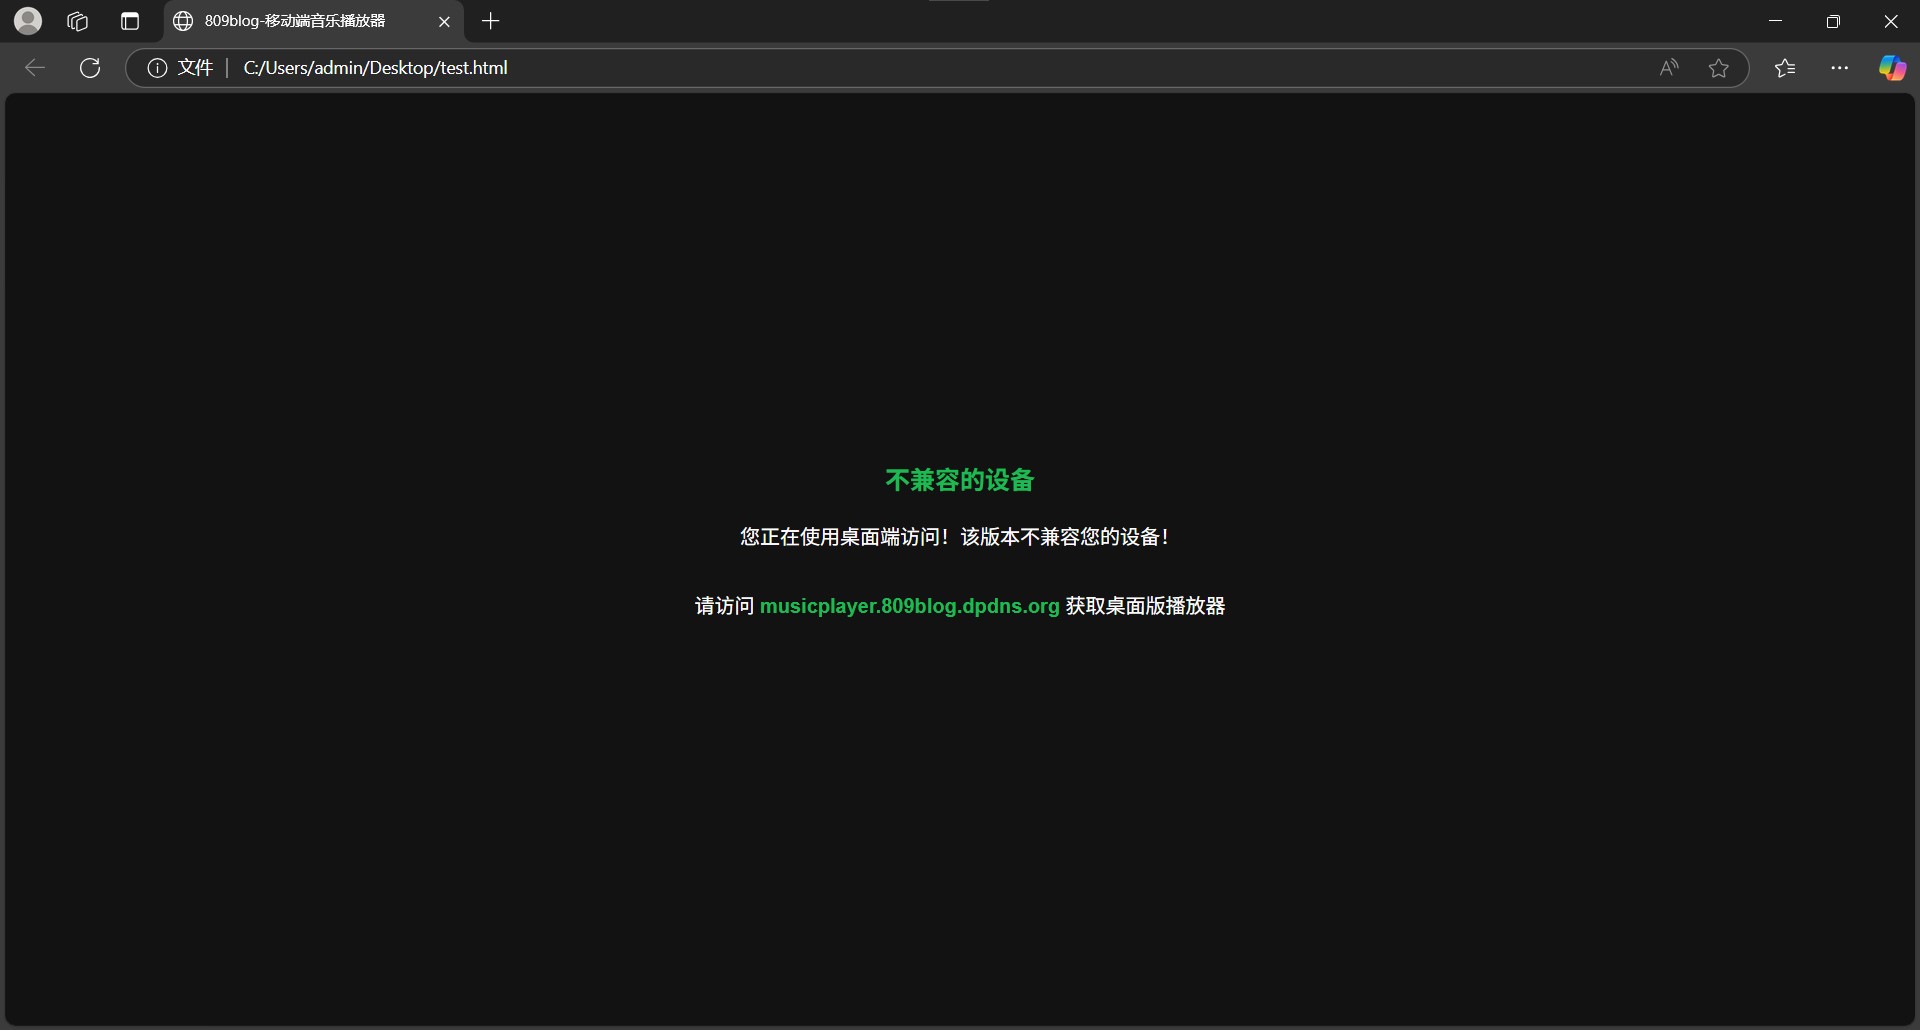 809blog-移动端音乐播放器
文件 C:/Users/admin/Desktop/test.html
不兼容的设备
您正在使用桌面端访问！该版本不兼容您的设备！
请访问 musicplayer.809blog.dpdns.org 获取桌面版播放器